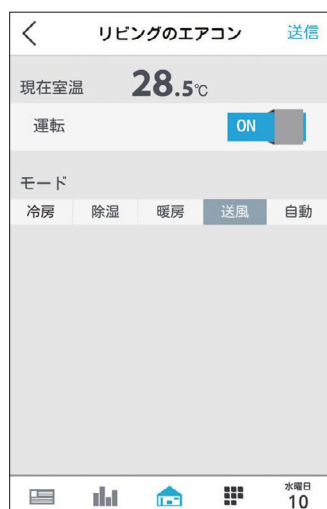 リビングのエアコン 送信
現在室温 28.5℃
運転 ON
モード
冷房 除湿 暖房 送風 自動
水曜日
10